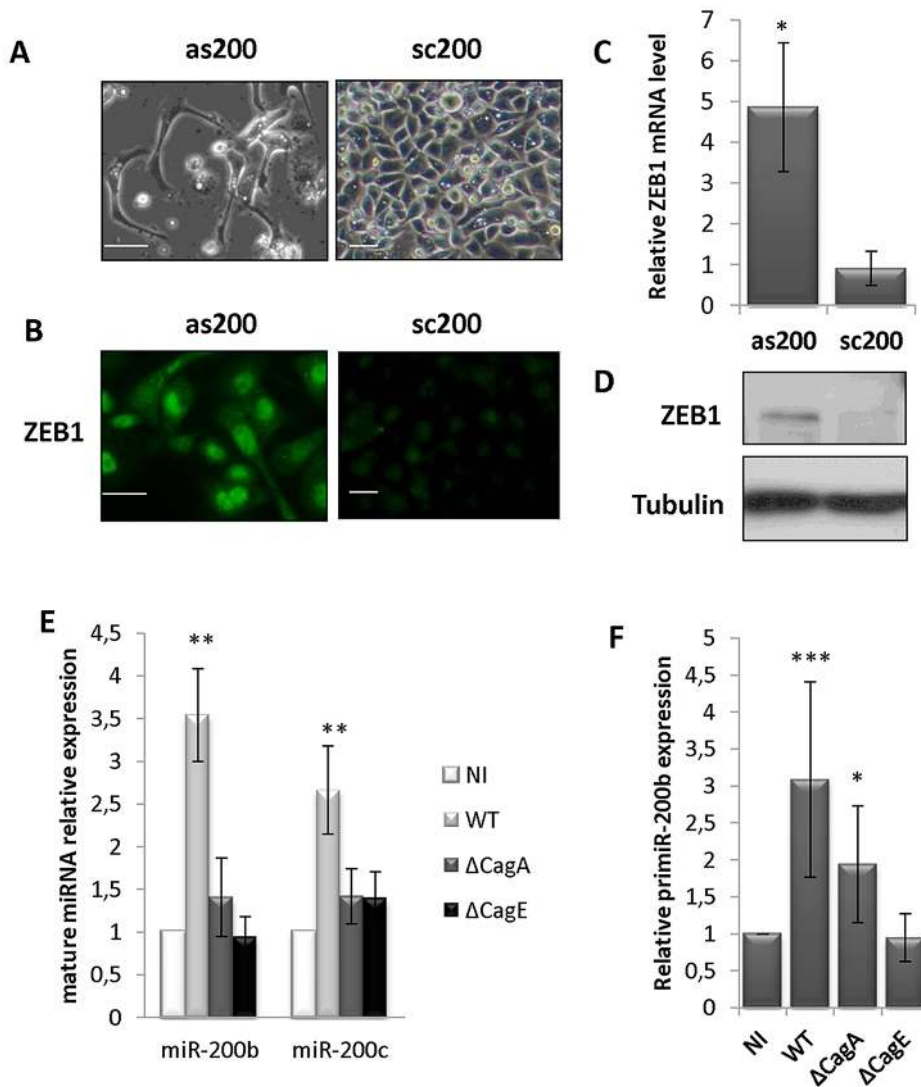 A
as200
sc200
B
as200
sc200
ZEB1
C
Relative ZEB1 mRNA level
7
6
5
4
3
2
1
0
*
as200 sc200
D
ZEB1
Tubulin
E
mature miRNA relative expression
4,5
4
3,5
3
2,5
2
1,5
1
0,5
0
**
**
miR-200b miR-200c
NI
WT
ΔCagA
ΔCagE
F
Relative primiR-200b expression
5
4,5
4
3,5
3
2,5
2
1,5
1
0,5
0
***
*
NI
WT
ΔCagA
ΔCagE